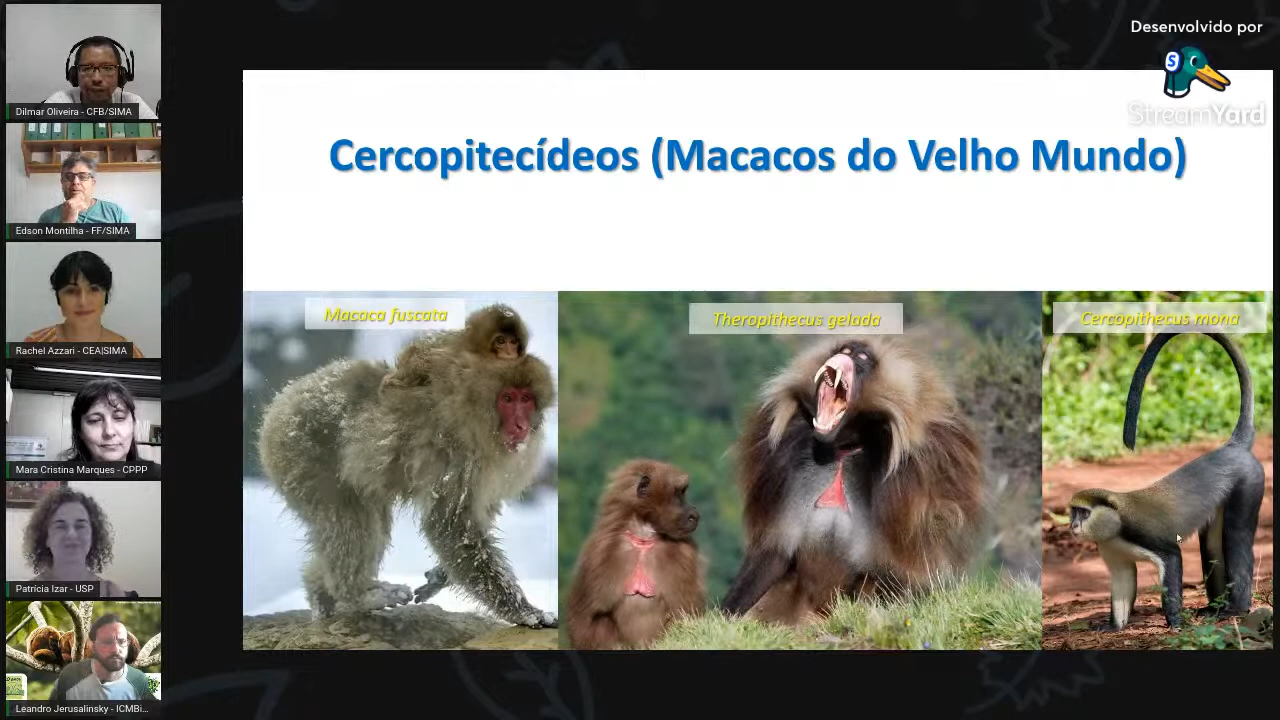 Desenvolvido por
StreamYard
Cercopitecídeos (Macacos do Velho Mundo)
Macaca fuscata
Theropithecus gelada
Cercopithecus mona
Dilmar Oliveira - CFB/SIMA
Edson Montilha - FF/SIMA
Rachel Azzari - CEA|SIMA
Mara Cristina Marques - CPPP
Patrícia Izar - USP
Leandro Jerusalinsky - ICMBi...